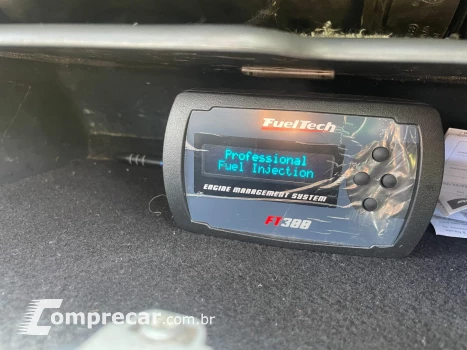 FuelTech
Professional
Fuel Injection
ENGINE MANAGEMENT SYSTEM
FT300
Comprecar.com.br